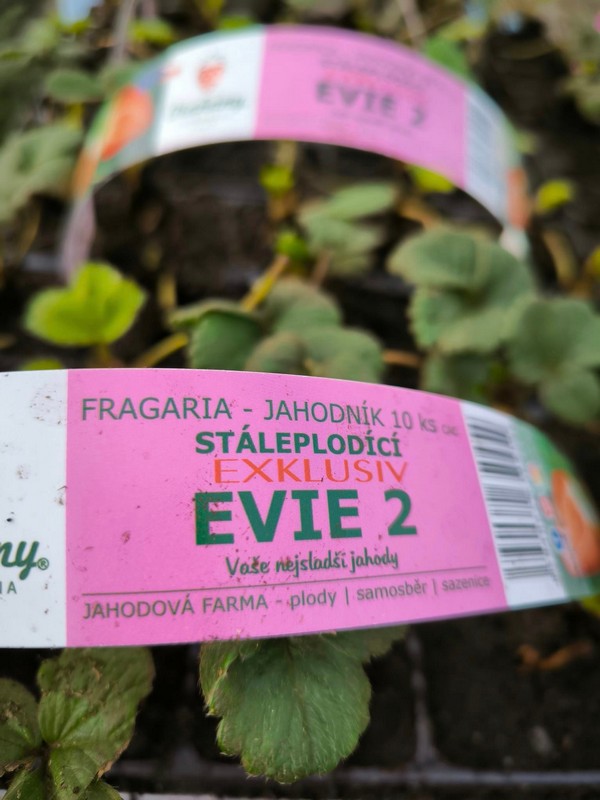 EVIE 2
FRAGARIA - JAHODNÍK 10 ks
STÁLEPLODÍCÍ
EXKLUSIV
EVIE 2
Vaše nejsladší jahody
JAHODOVÁ FARMA - plody | samosběr | sazenice